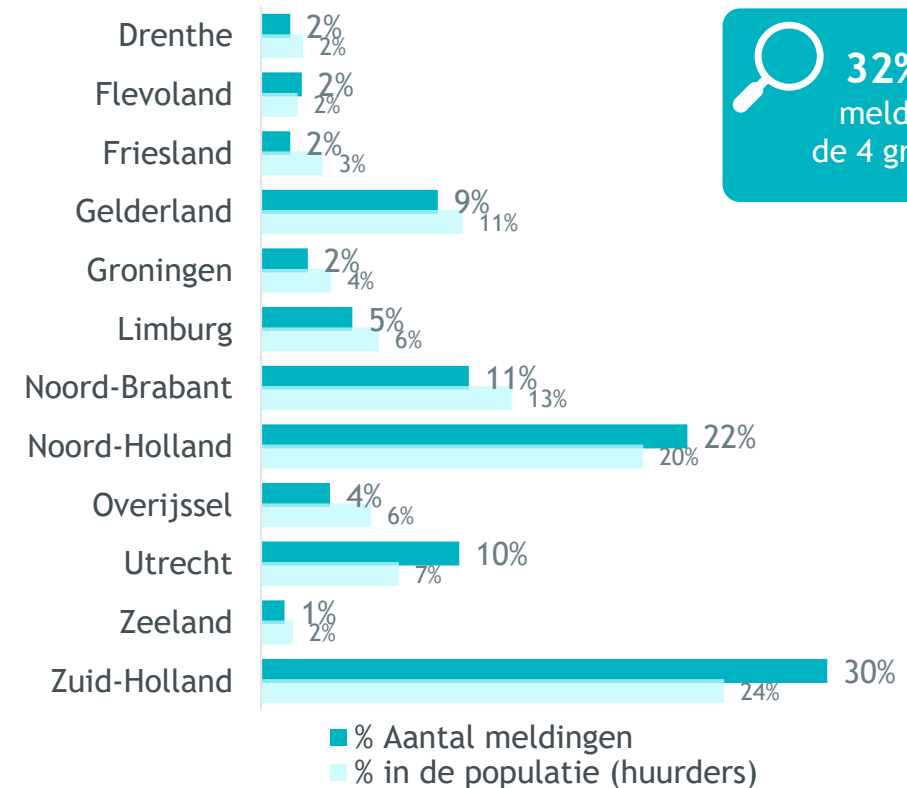 Drenthe
2%
2%
Flevoland
2%
2%
Friesland
2%
3%
Gelderland
9%
11%
Groningen
2%
4%
Limburg
5%
6%
Noord-Brabant
11%
13%
Noord-Holland
22%
20%
Overijssel
4%
6%
Utrecht
10%
7%
Zeeland
1%
2%
Zuid-Holland
30%
24%
% Aantal meldingen
% in de populatie (huurders)
32%
meld
de 4 gr